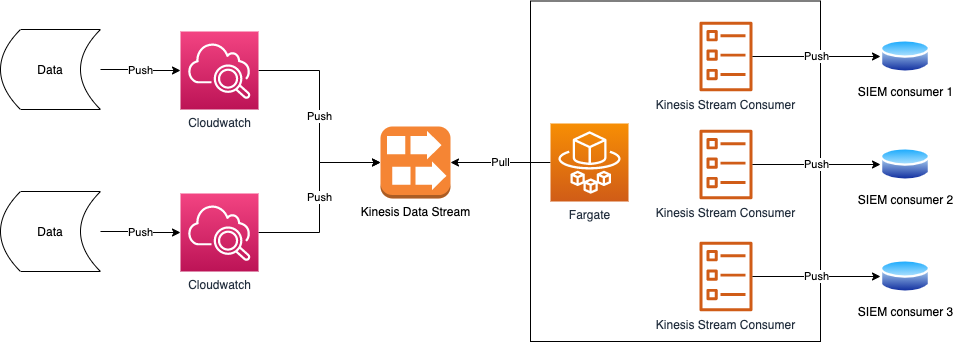 Data
Push
Cloudwatch
Push
Data
Push
Cloudwatch
Push
Kinesis Data Stream
Pull
Fargate
Kinesis Stream Consumer
Push
SIEM consumer 1
Kinesis Stream Consumer
Push
SIEM consumer 2
Kinesis Stream Consumer
Push
SIEM consumer 3